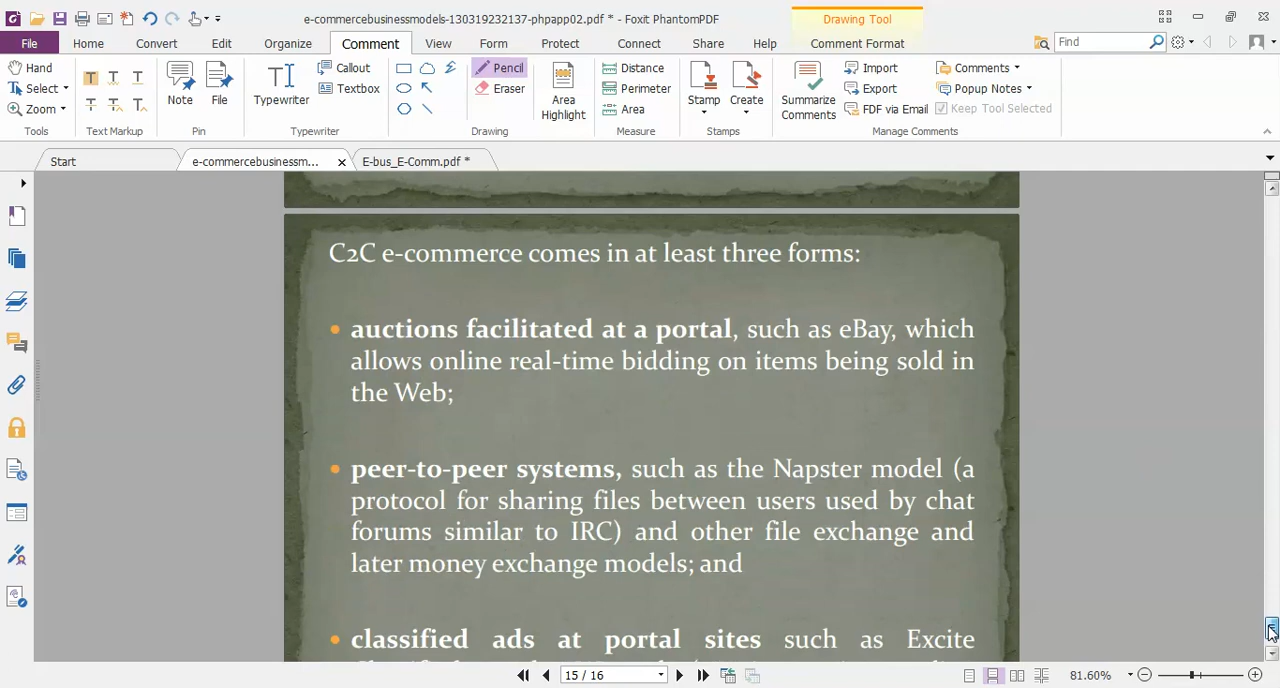 e-commercebusinessmodels-130319232137-phpapp02.pdf * - Foxit PhantomPDF
Drawing Tool
File Home Convert Edit Organize Comment View Form Protect Connect Share Help Comment Format Find
Hand
Select
Zoom
Tools
Text Markup
Note
File
Pin
Typewriter
Callout
Textbox
Typewriter
Pencil
Eraser
Drawing
Area Highlight
Distance
Perimeter
Area
Measure
Stamp
Create
Stamps
Summarize Comments
Import
Export
FDF via Email
Comments
Popup Notes
Keep Tool Selected
Manage Comments
Start
e-commercebusinessm...
E-bus_E-Comm.pdf *
C2C e-commerce comes in at least three forms:
• auctions facilitated at a portal, such as eBay, which
allows online real-time bidding on items being sold in
the Web;
• peer-to-peer systems, such as the Napster model (a
protocol for sharing files between users used by chat
forums similar to IRC) and other file exchange and
later money exchange models; and
• classified ads at portal sites such as Excite
15 / 16
81.60%